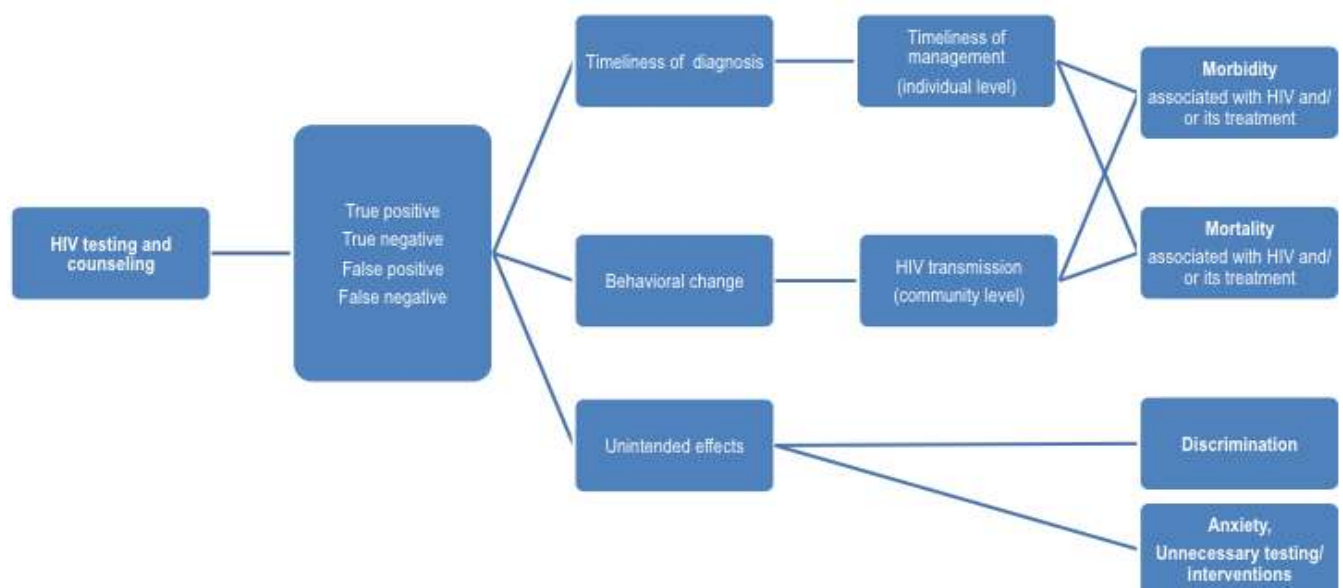 HIV testing and
counseling
True positive
True negative
False positive
False negative
Timeliness of diagnosis
Behavioral change
Unintended effects
Timeliness of
management
(individual level)
HIV transmission
(community level)
Morbidity
associated with HIV and/
or its treatment
Mortality
associated with HIV and/
or its treatment
Discrimination
Anxiety,
Unnecessary testing/
interventions